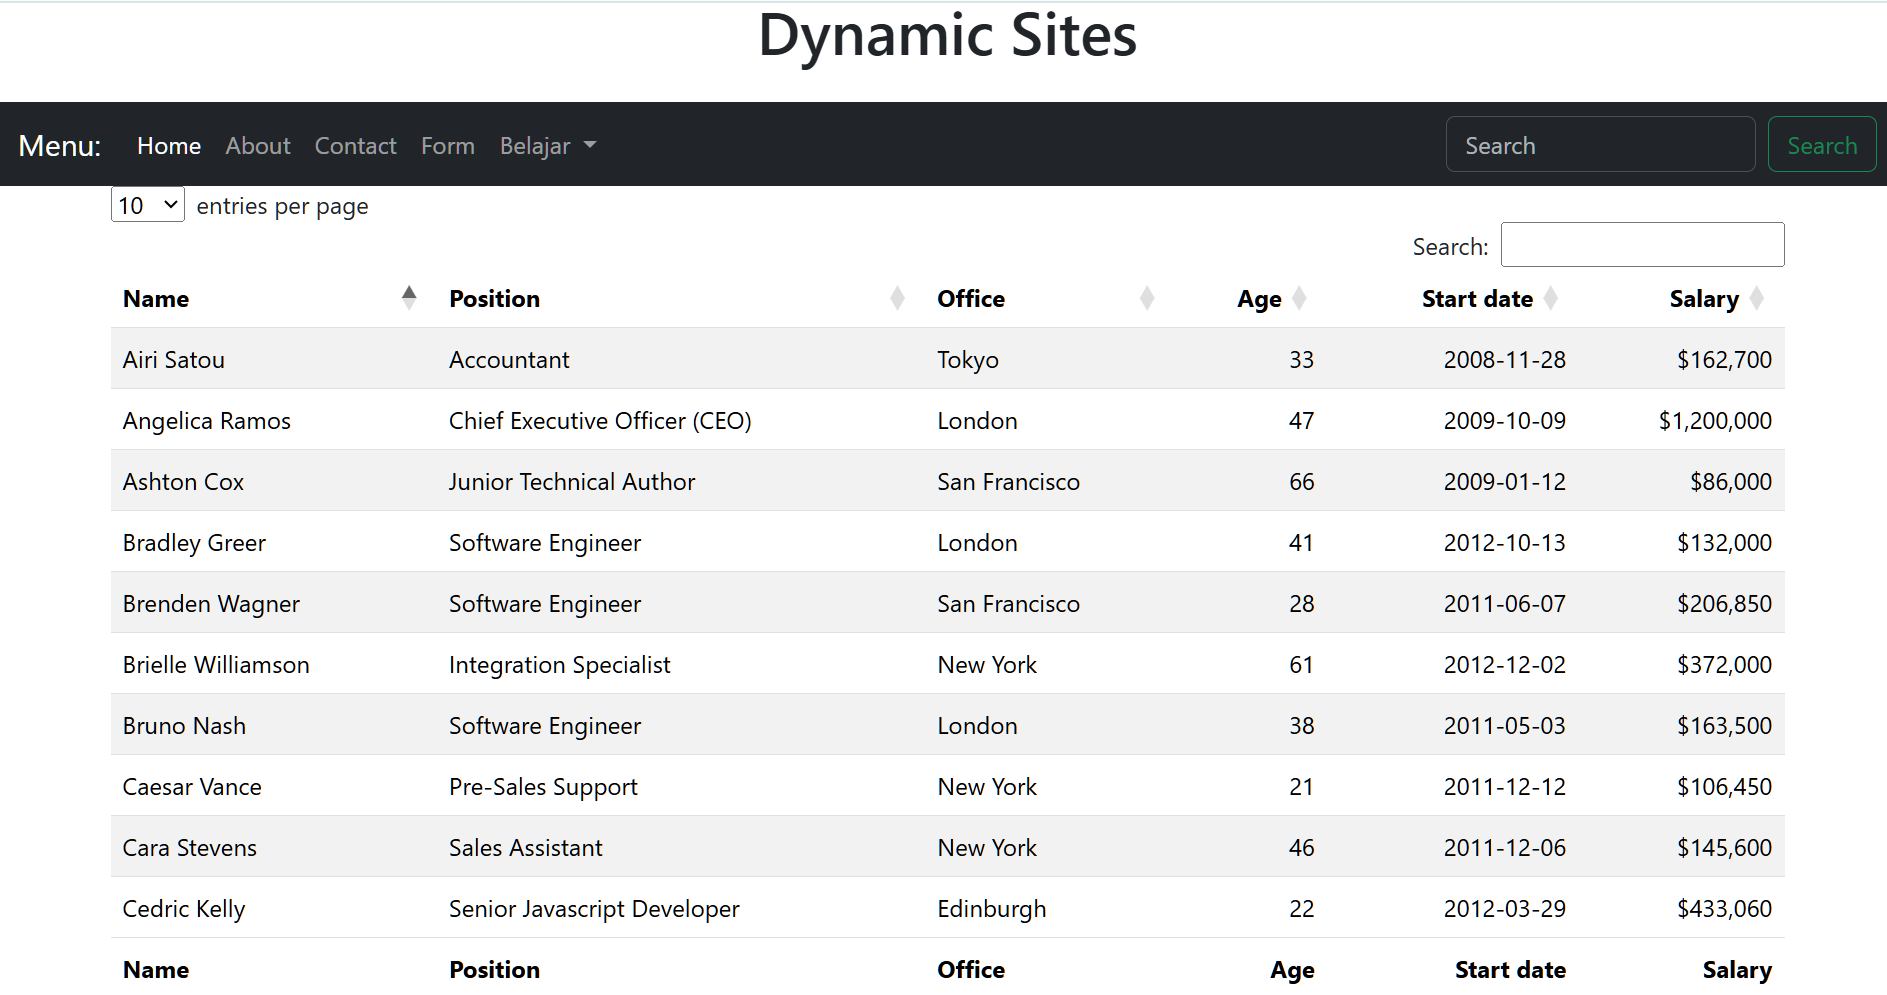 Dynamic Sites
Menu: Home About Contact Form Belajar Search Search
10 entries per page
Search:
Name Position Office Age Start date Salary
Airi Satou Accountant Tokyo 33 2008-11-28 $162,700
Angelica Ramos Chief Executive Officer (CEO) London 47 2009-10-09 $1,200,000
Ashton Cox Junior Technical Author San Francisco 66 2009-01-12 $86,000
Bradley Greer Software Engineer London 41 2012-10-13 $132,000
Brenden Wagner Software Engineer San Francisco 28 2011-06-07 $206,850
Brielle Williamson Integration Specialist New York 61 2012-12-02 $372,000
Bruno Nash Software Engineer London 38 2011-05-03 $163,500
Caesar Vance Pre-Sales Support New York 21 2011-12-12 $106,450
Cara Stevens Sales Assistant New York 46 2011-12-06 $145,600
Cedric Kelly Senior Javascript Developer Edinburgh 22 2012-03-29 $433,060
Name Position Office Age Start date Salary